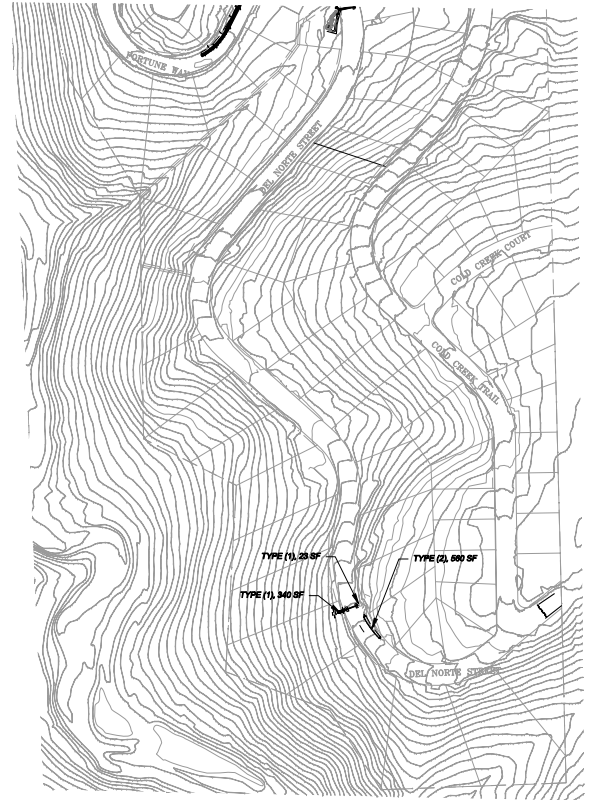 FORTUNE WAY
DEL NORTE STREET
COLD CREEK COURT
COLD CREEK TRAIL
TYPE (1), 23 SF
TYPE (2), 560 SF
TYPE (1), 340 SF
DEL NORTE STREET